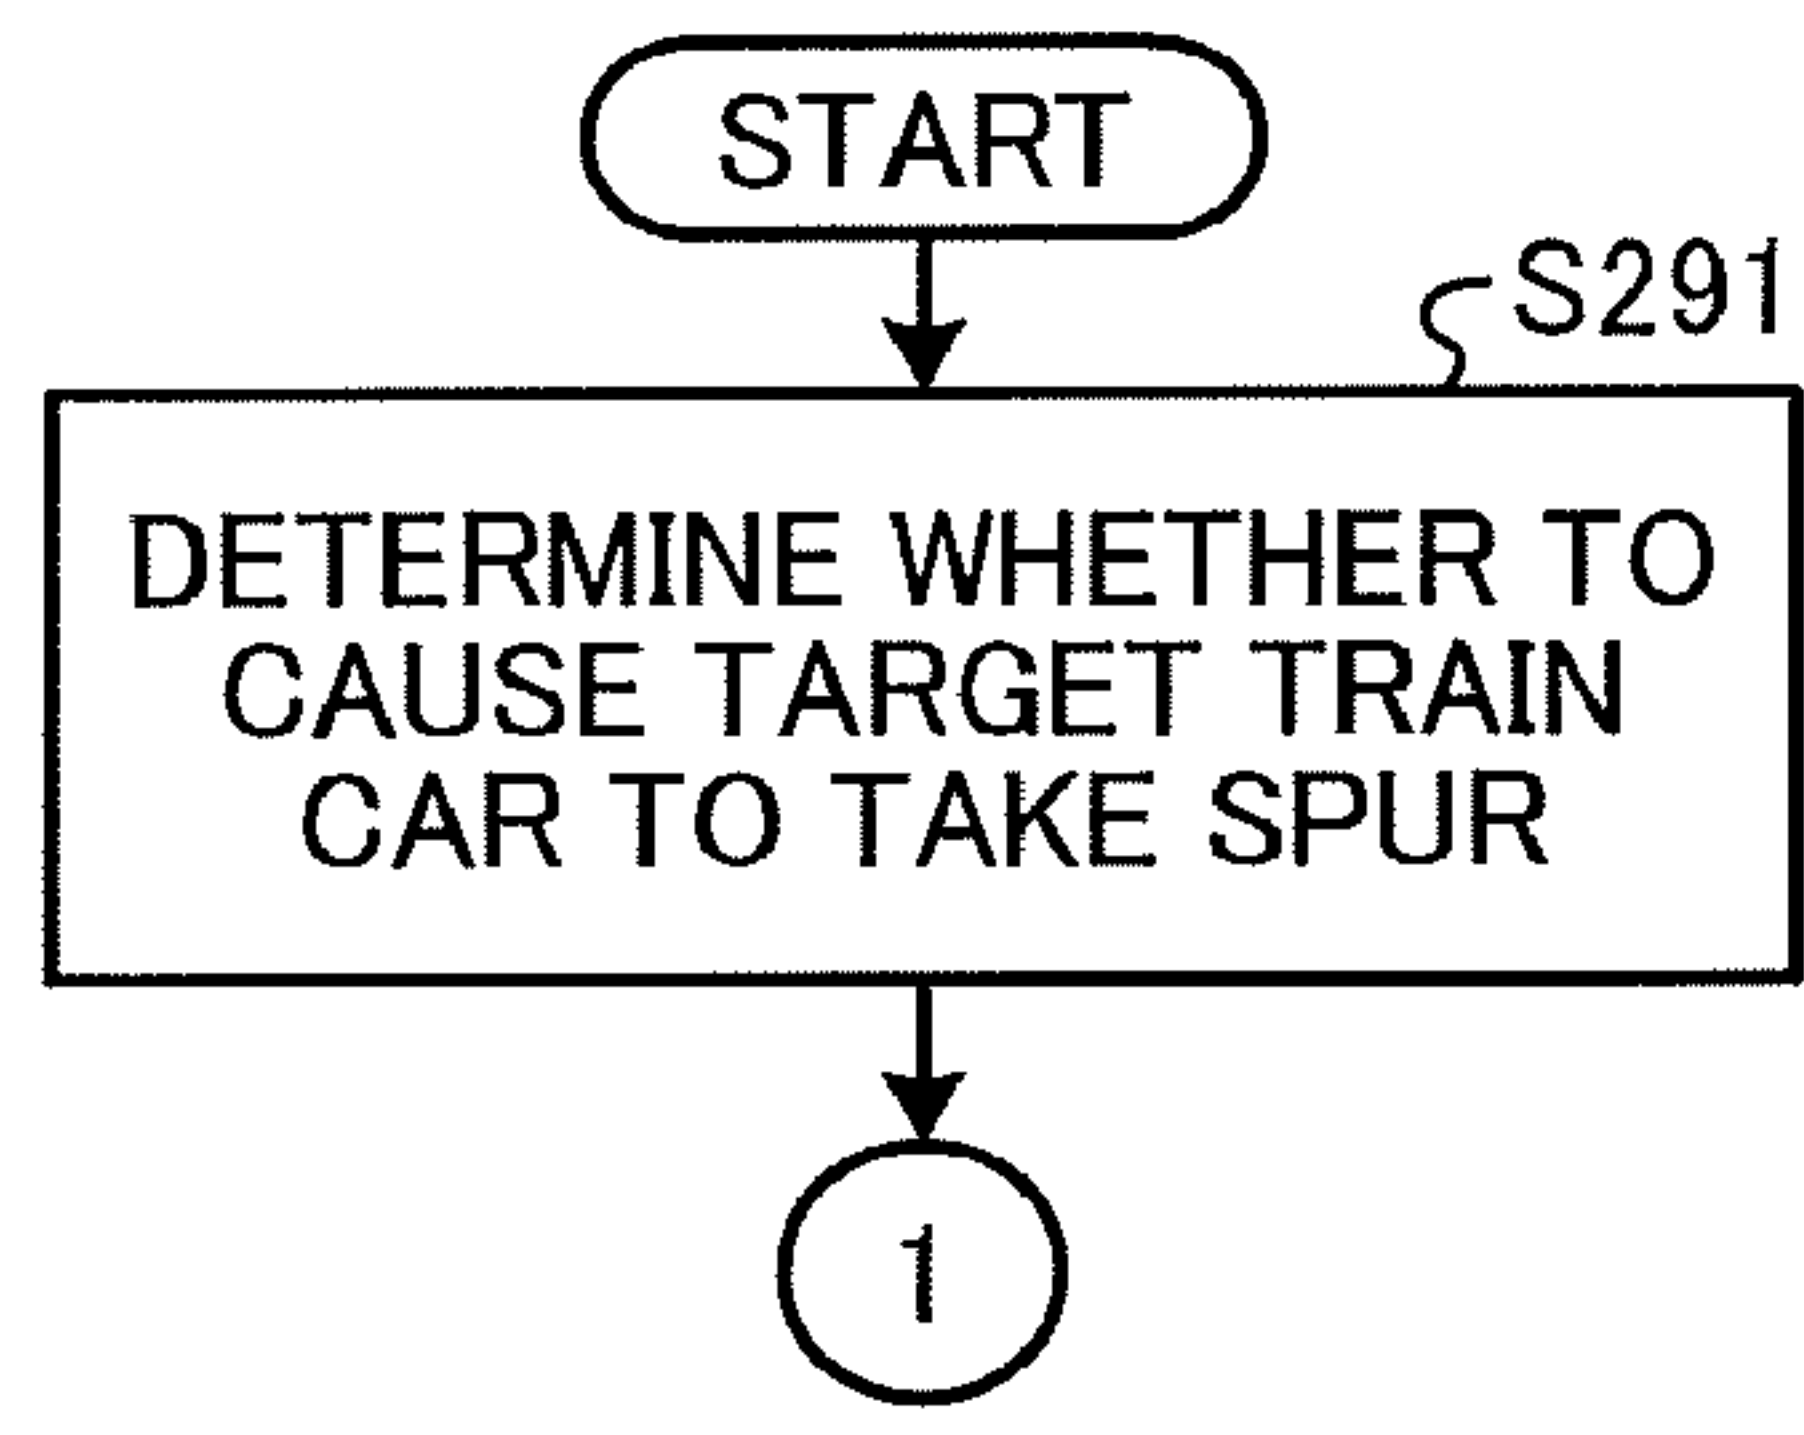 START
S291
DETERMINE WHETHER TO
CAUSE TARGET TRAIN
CAR TO TAKE SPUR
1